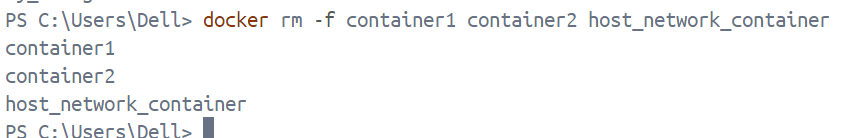 PS C:\Users\Dell> docker rm -f container1 container2 host_network_container
container1
container2
host_network_container
PS C:\Users\Dell>